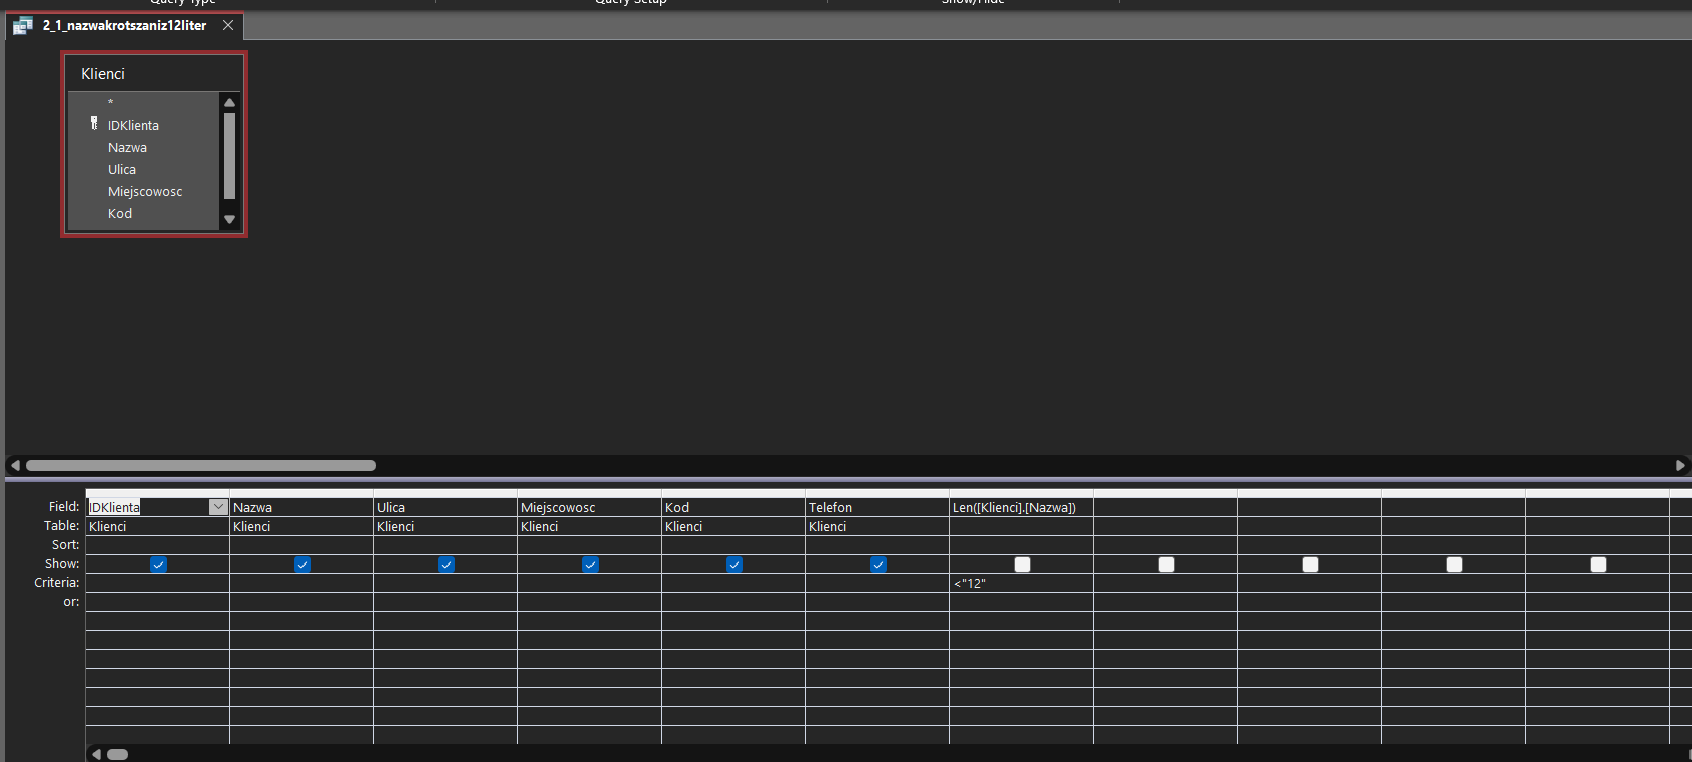 Query Type Query Setup Show/Hide
2_1_nazwakrotszaniz12liter
Klienci
*
IDKlienta
Nazwa
Ulica
Miejscowosc
Kod
Field: IDKlienta Nazwa Ulica Miejscowosc Kod Telefon Len([Klienci].[Nazwa])
Table: Klienci Klienci Klienci Klienci Klienci Klienci
Sort:
Show:
Criteria: <"12"
or: